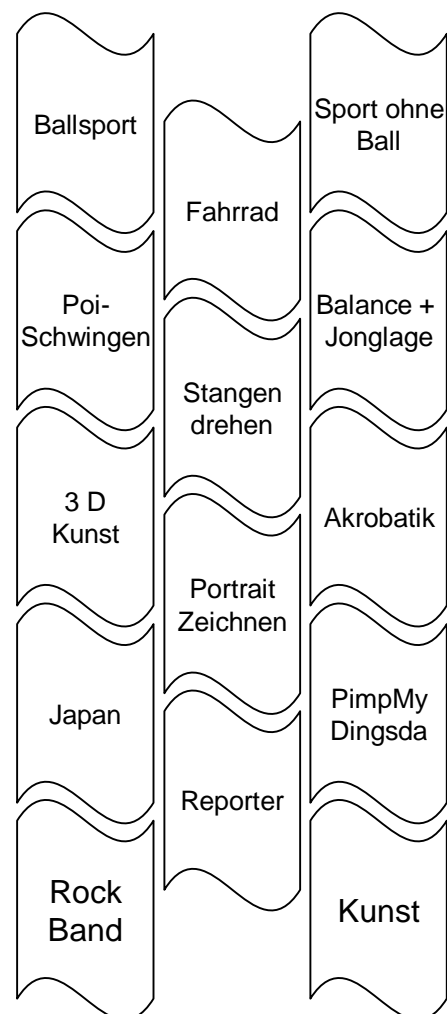 Ballsport
Sport ohne
Ball
Fahrrad
Poi-
Schwingen
Balance +
Jonglage
Stangen
drehen
3 D
Kunst
Akrobatik
Portrait
Zeichnen
Japan
PimpMy
Dingsda
Reporter
Rock
Band
Kunst